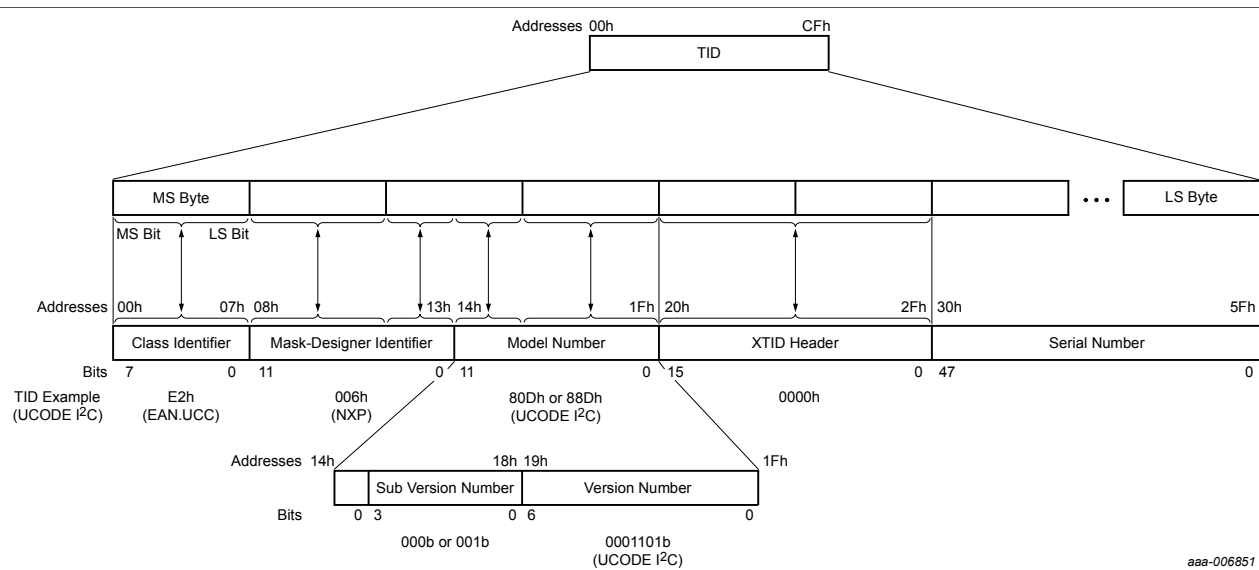 Addresses 00h CFh
TID
MS Byte LS Byte
MS Bit LS Bit
Addresses 00h 07h 08h 13h 14h 1Fh 20h 2Fh 30h 5Fh
Class Identifier Mask-Designer Identifier Model Number XTID Header Serial Number
Bits 7 0 11 0 11 0 15 0 47 0
TID Example E2h 006h 80Dh or 88Dh 0000h
(UCODE I2C) (EAN.UCC) (NXP) (UCODE I2C)
Addresses 14h 18h 19h 1Fh
Sub Version Number Version Number
Bits 0 3 0 6 0
000b or 001b 0001101b
(UCODE I2C)
aaa-006851